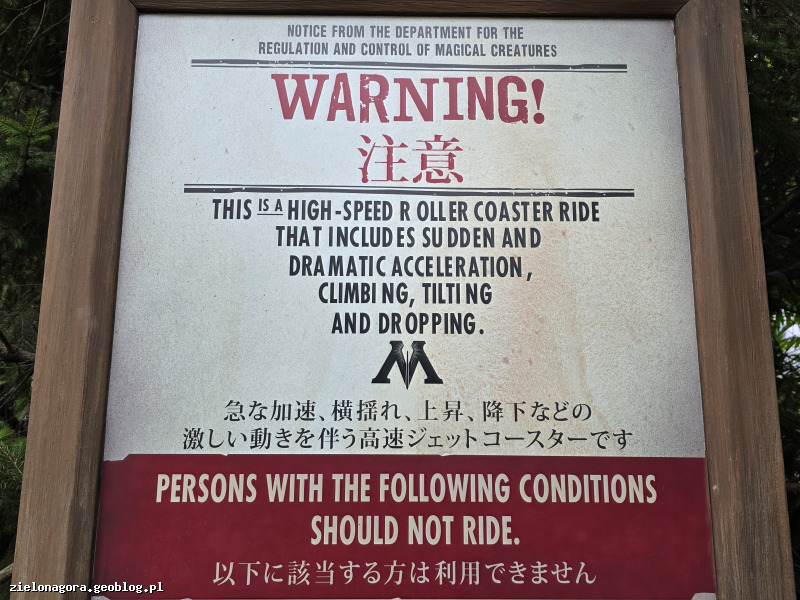 NOTICE FROM THE DEPARTMENT FOR THE
REGULATION AND CONTROL OF MAGICAL CREATURES
WARNING!
注意
THIS IS A HIGH-SPEED ROLLER COASTER RIDE
THAT INCLUDES SUDDEN AND
DRAMATIC ACCELERATION,
CLIMBING, TILTING
AND DROPPING.
M
急な加速、横揺れ、上昇、降下などの
激しい動きを伴う高速ジェットコースターです
PERSONS WITH THE FOLLOWING CONDITIONS
SHOULD NOT RIDE.
以下に該当する方は利用できません
zielonagora.geoblog.pl